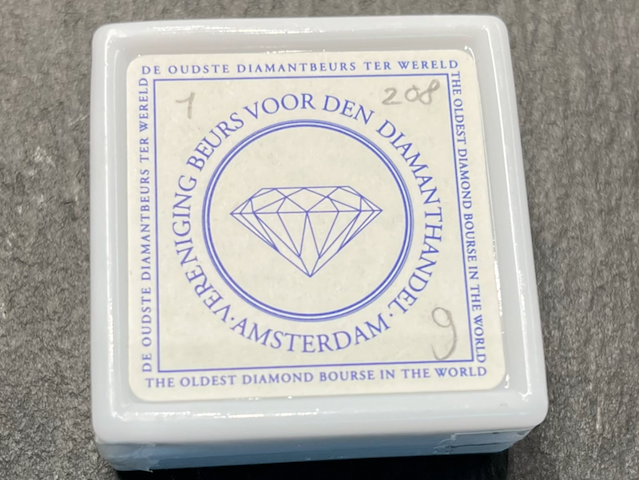 DE OUDSTE DIAMANTBEURS TER WERELD
THE OLDEST DIAMOND BOURSE IN THE WORLD
DE OUDSTE DIAMANTBEURS TER WERELD
THE OLDEST DIAMOND BOURSE IN THE WORLD
1
208
VERENIGING BEURS VOOR DEN DIAMANTHANDEL
·AMSTERDAM·
9